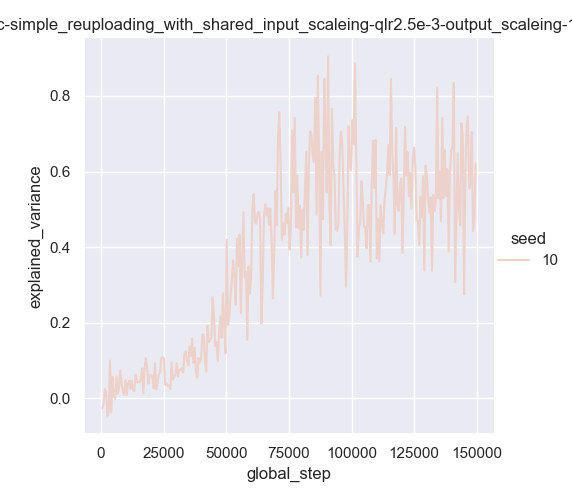 c-simple_reuploading_with_shared_input_scaleing-qlr2.5e-3-output_scaleing-1
explained_variance
0.8
0.6
0.4
0.2
0.0
0 25000 50000 75000 100000 125000 150000
global_step
seed
10